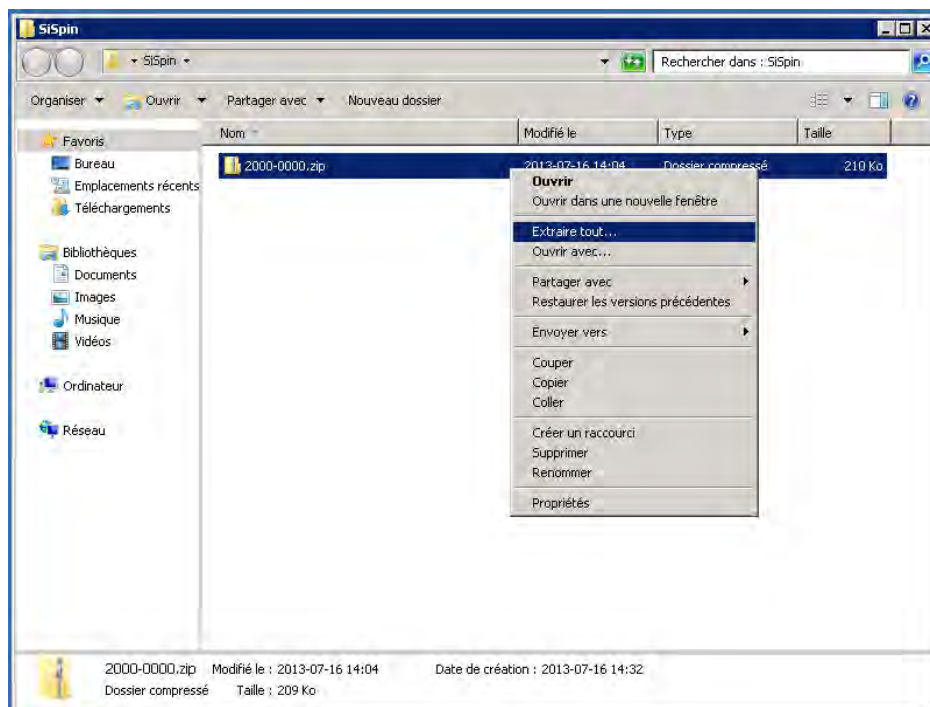 SiSpin
SiSpin
Rechercher dans : SiSpin
Organiser Ouvrir Partager avec Nouveau dossier
Nom Modifié le Type Taille
2000-0000.zip 2013-07-16 14:04 Dossier compressé 210 Ko
Favoris
Bureau
Emplacements récents
Téléchargements
Bibliothèques
Documents
Images
Musique
Vidéos
Ordinateur
Réseau
Ouvrir
Ouvrir dans une nouvelle fenêtre
Extraire tout...
Ouvrir avec...
Partager avec
Restaurer les versions précédentes
Envoyer vers
Couper
Copier
Coller
Créer un raccourci
Supprimer
Renommer
Propriétés
2000-0000.zip Modifié le : 2013-07-16 14:04 Date de création : 2013-07-16 14:32
Dossier compressé Taille : 209 Ko